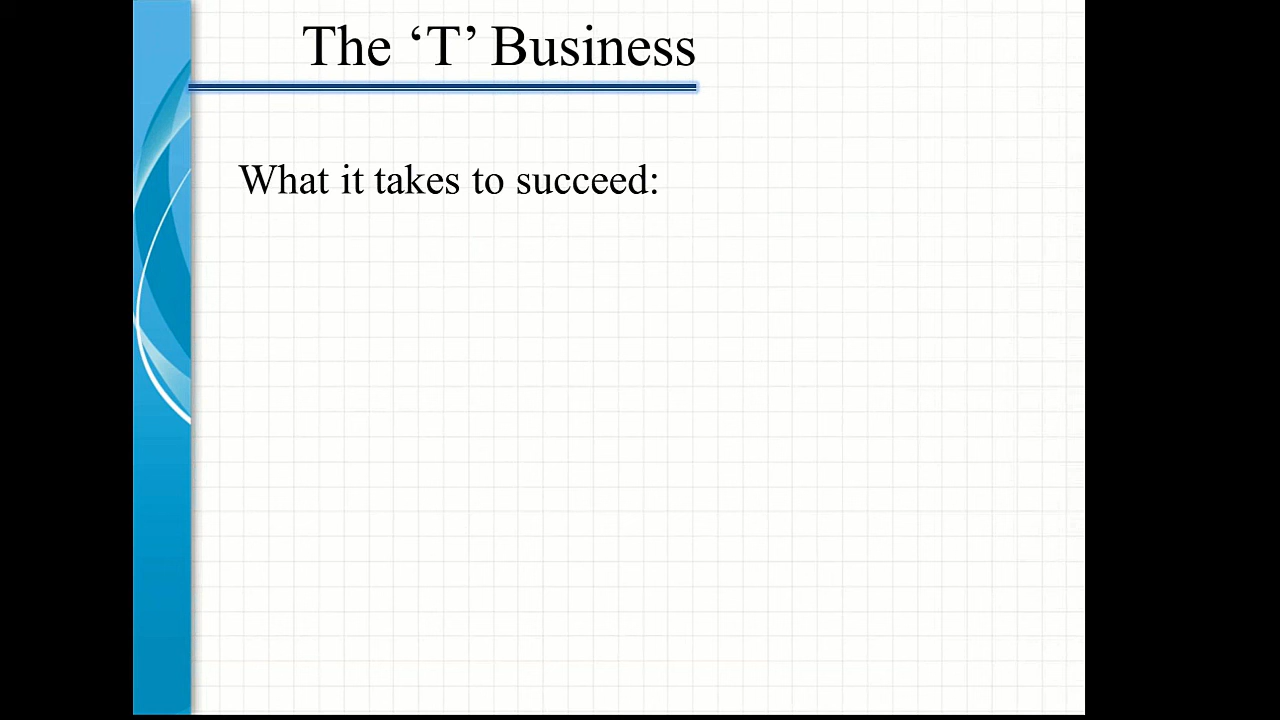 The ‘T’ Business
What it takes to succeed: